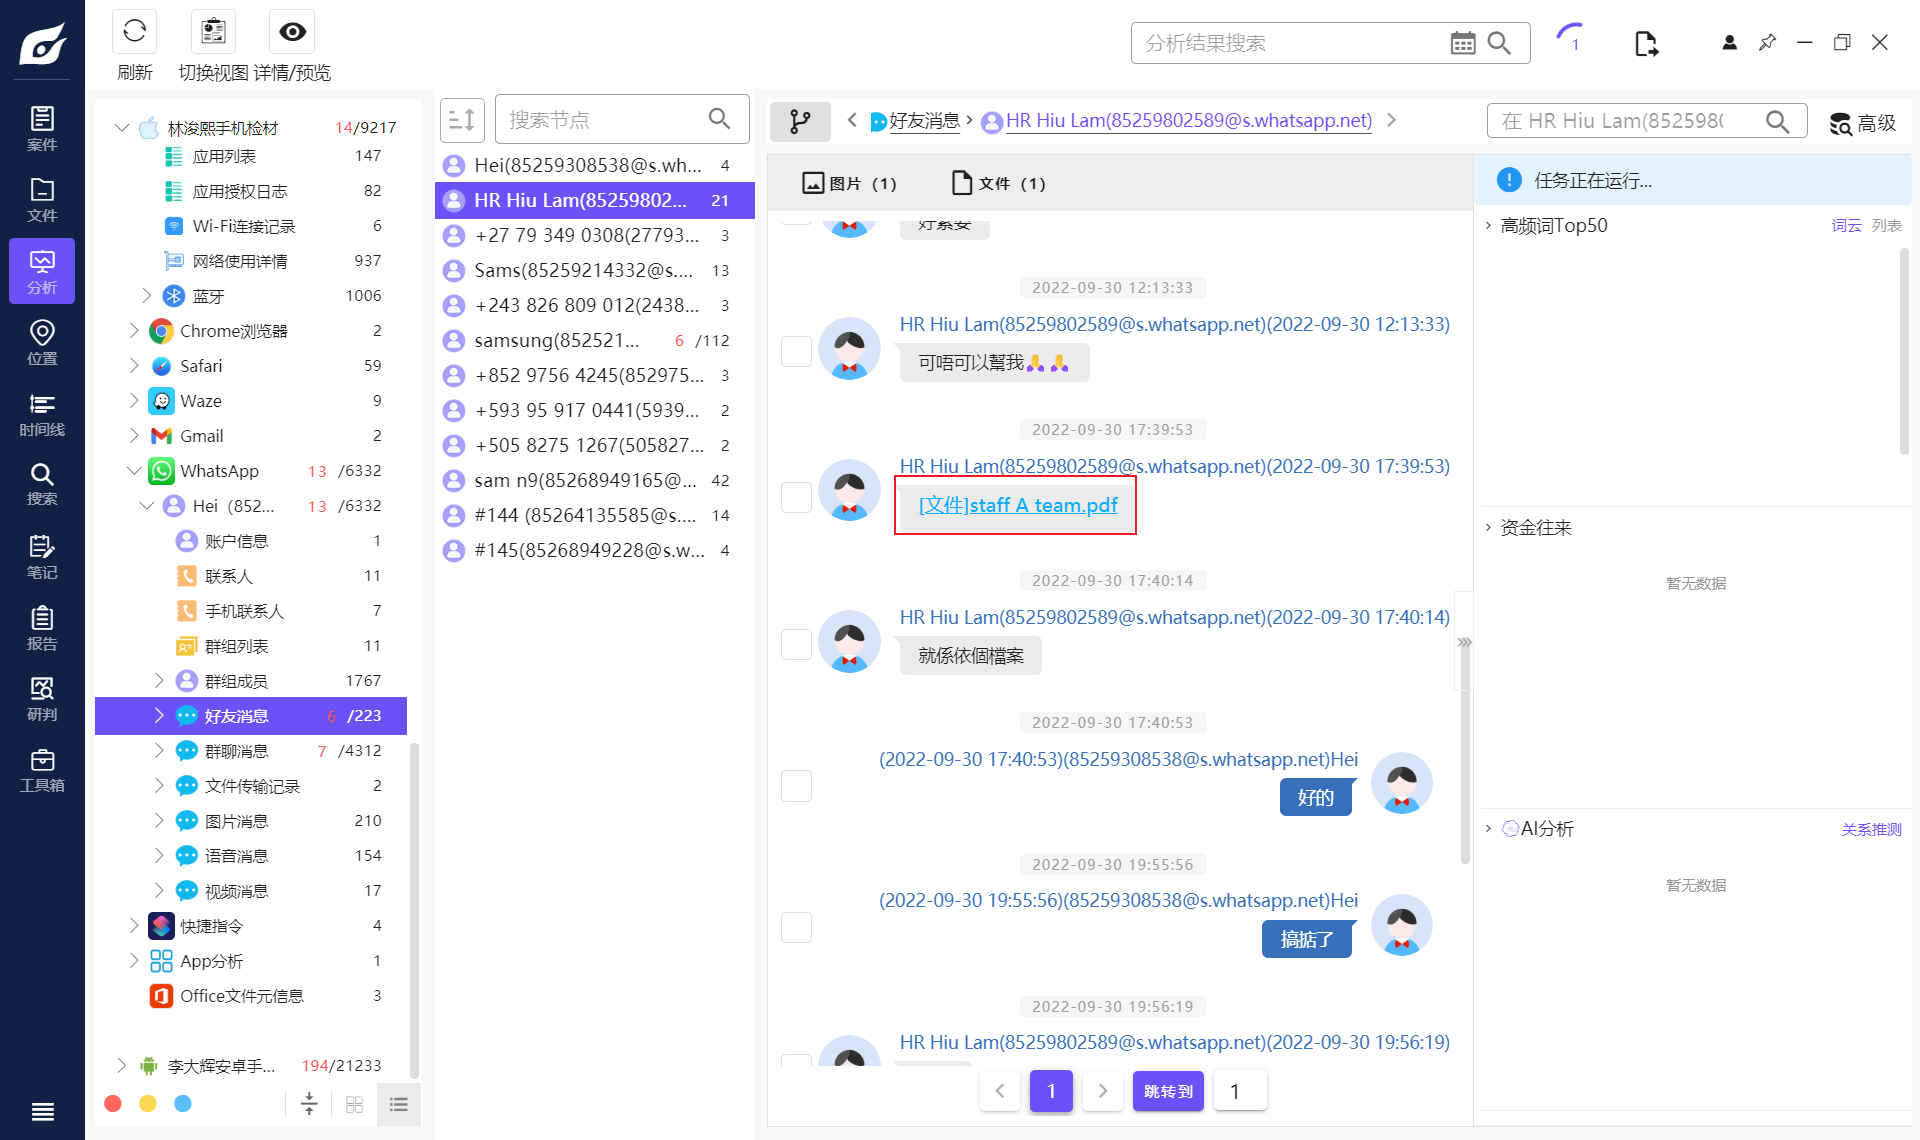 刷新
切换视图
详情/预览
分析结果搜索
1
案件
文件
分析
位置
时间线
搜索
笔记
报告
研判
工具箱
林浚熙手机检材 14/9217
应用列表 147
应用授权日志 82
Wi-Fi连接记录 6
网络使用详情 937
蓝牙 1006
Chrome浏览器 2
Safari 59
Waze 9
Gmail 2
WhatsApp 13 /6332
Hei（852... 13 /6332
账户信息 1
联系人 11
手机联系人 7
群组列表 11
群组成员 1767
好友消息 6 /223
群聊消息 7 /4312
文件传输记录 2
图片消息 210
语音消息 154
视频消息 17
快捷指令 4
App分析 1
Office文件元信息 3
李大辉安卓手... 194/21233
搜索节点
Hei(85259308538@s.wh... 4
HR Hiu Lam(85259802... 21
+27 79 349 0308(27793... 3
Sams(85259214332@s.... 13
+243 826 809 012(2438... 3
samsung(852521... 6 /112
+852 9756 4245(852975... 3
+593 95 917 0441(5939... 2
+505 8275 1267(505827... 2
sam n9(85268949165@... 42
#144 (85264135585@s.... 14
#145(85268949228@s.w... 4
好友消息
HR Hiu Lam(85259802589@s.whatsapp.net)
在 HR Hiu Lam(852598(
高级
图片（1）
文件（1）
好紧要
2022-09-30 12:13:33
HR Hiu Lam(85259802589@s.whatsapp.net)(2022-09-30 12:13:33)
可唔可以幫我🙏🙏
2022-09-30 17:39:53
HR Hiu Lam(85259802589@s.whatsapp.net)(2022-09-30 17:39:53)
[文件]staff A team.pdf
2022-09-30 17:40:14
HR Hiu Lam(85259802589@s.whatsapp.net)(2022-09-30 17:40:14)
就係依個檔案
2022-09-30 17:40:53
(2022-09-30 17:40:53)(85259308538@s.whatsapp.net)Hei
好的
2022-09-30 19:55:56
(2022-09-30 19:55:56)(85259308538@s.whatsapp.net)Hei
搞掂了
2022-09-30 19:56:19
HR Hiu Lam(85259802589@s.whatsapp.net)(2022-09-30 19:56:19)
1
跳转到
1
任务正在运行...
高频词Top50
词云 列表
资金往来
暂无数据
AI分析
关系推测
暂无数据